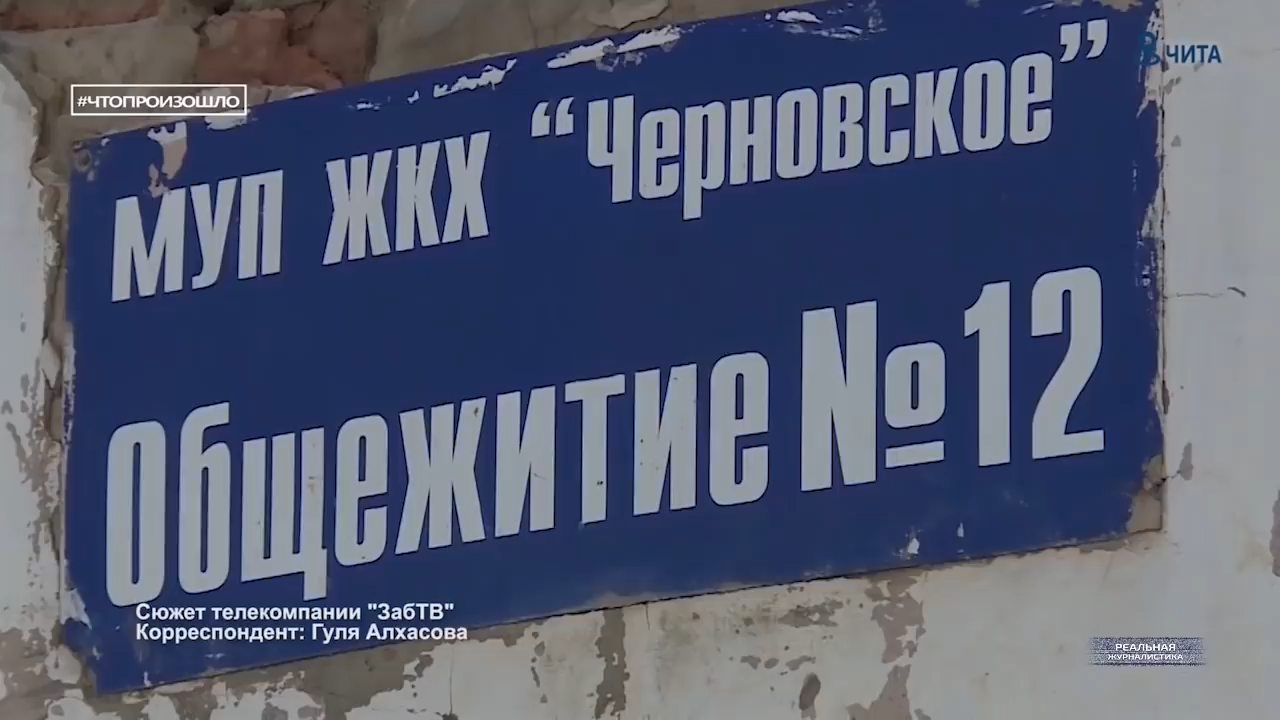 #ЧТОПРОИЗОШЛО
ЧИТА
МУП ЖКХ "Черновское"
Общежитие №12
Сюжет телекомпании "ЗабТВ"
Корреспондент: Гуля Алхасова
РЕАЛЬНАЯ
ЖУРНАЛИСТИКА